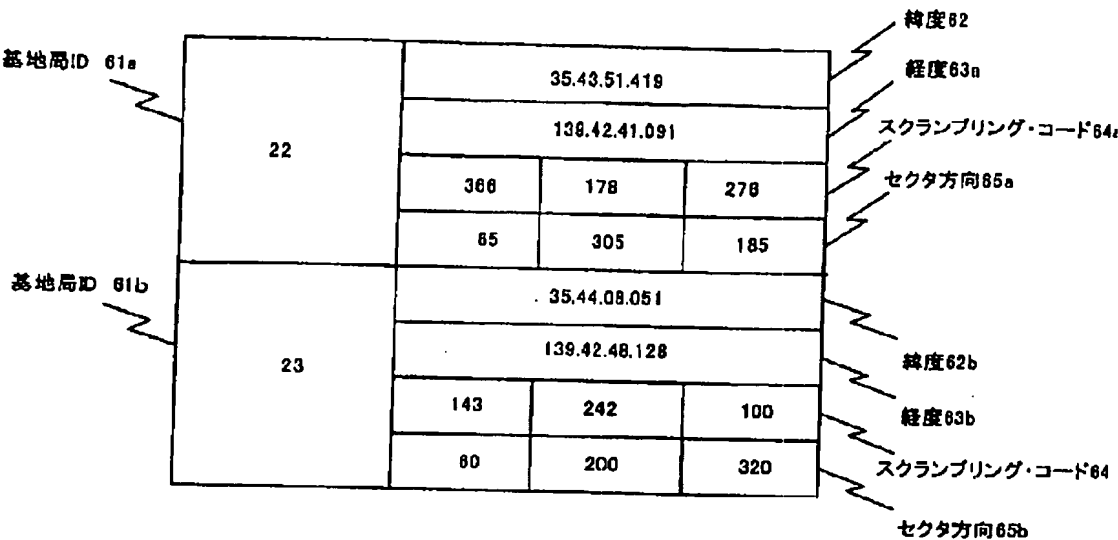 緯度62
基地局ID 61a
35.43.51.419
経度63a
22
138.42.41.091
スクランブリング・コード64a
366 178 276
セクタ方向65a
65 305 185
基地局ID 61b
35.44.08.051
23
139.42.48.128
緯度62b
143 242 100
経度63b
60 200 320
スクランブリング・コード64
セクタ方向65b